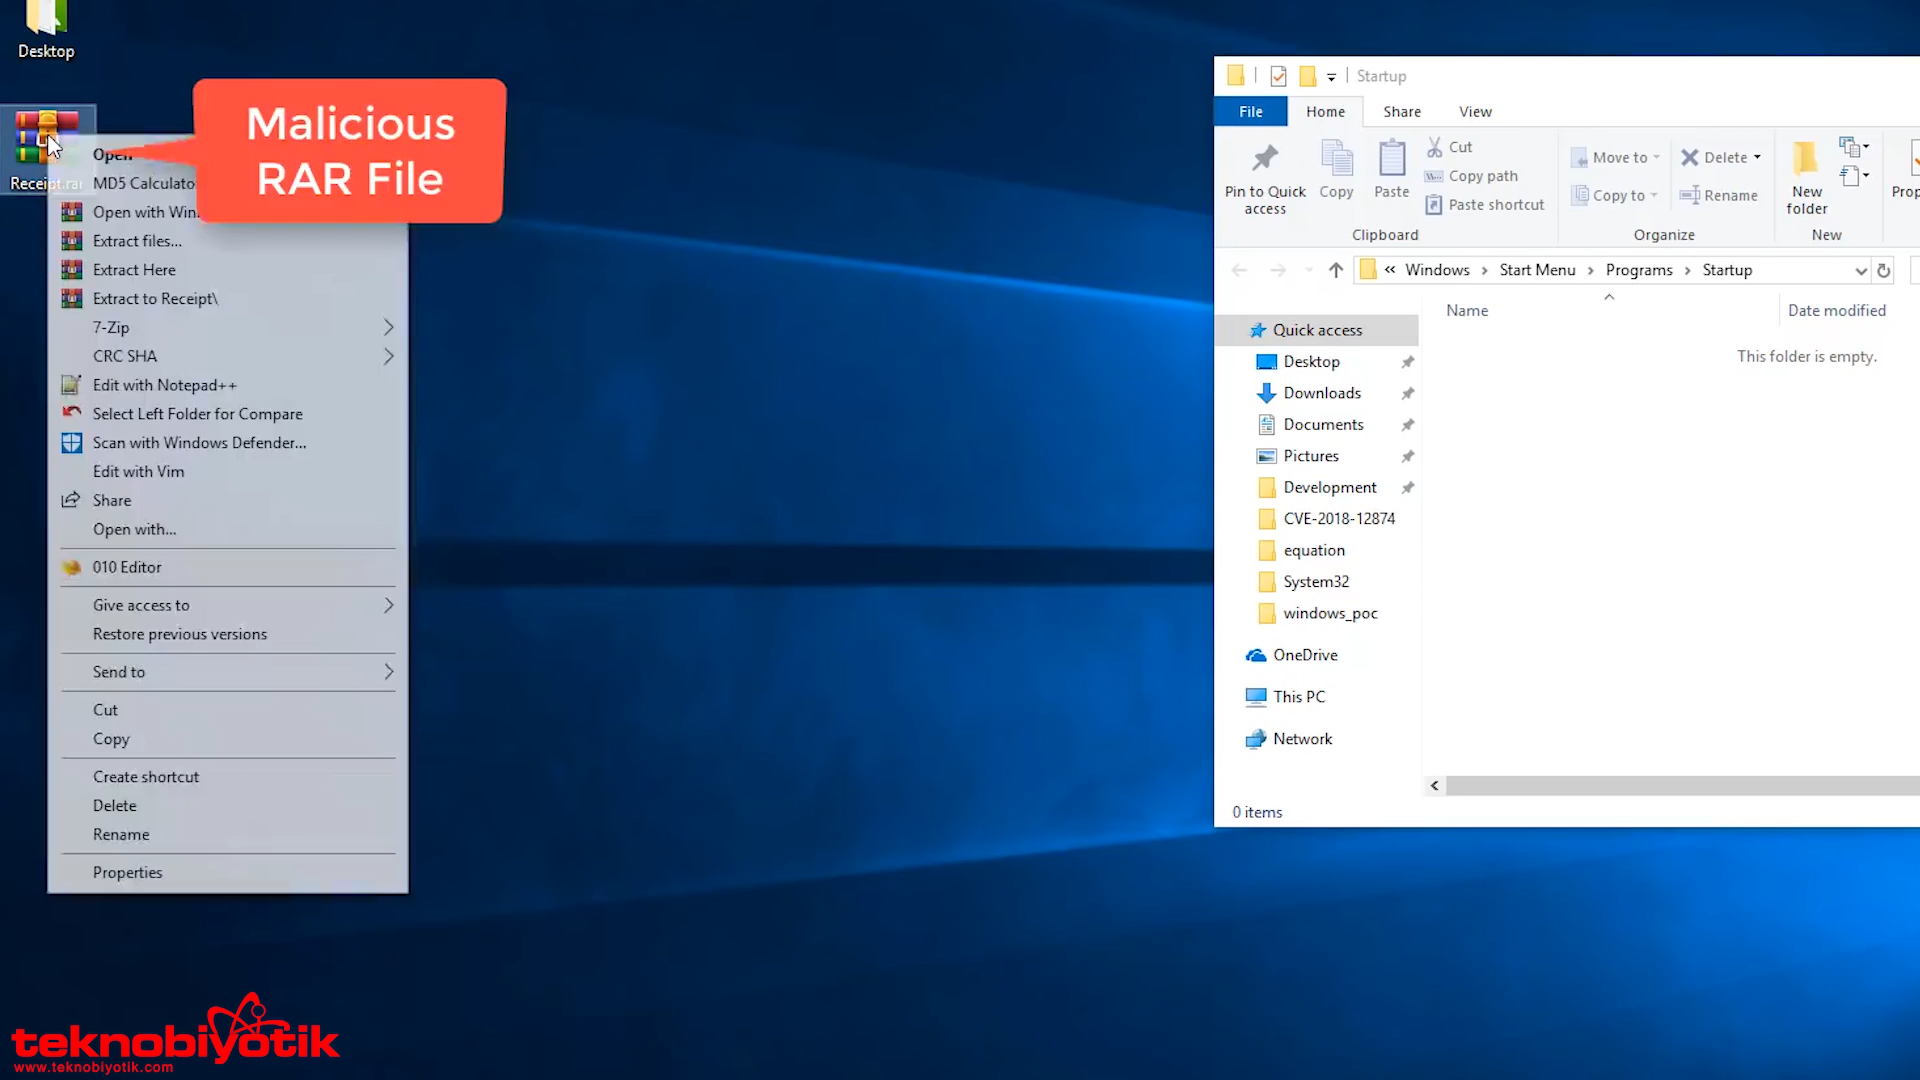 Desktop
Receipt.rar
Malicious
RAR File
Open
MD5 Calculator
Open with Win
Extract files...
Extract Here
Extract to Receipt\
7-Zip
CRC SHA
Edit with Notepad++
Select Left Folder for Compare
Scan with Windows Defender...
Edit with Vim
Share
Open with...
010 Editor
Give access to
Restore previous versions
Send to
Cut
Copy
Create shortcut
Delete
Rename
Properties
Startup
File
Home
Share
View
Pin to Quick
access
Copy
Paste
Cut
Copy path
Paste shortcut
Clipboard
Move to
Copy to
Delete
Rename
Organize
New
folder
New
Prop
« Windows > Start Menu > Programs > Startup
Name
Date modified
This folder is empty.
Quick access
Desktop
Downloads
Documents
Pictures
Development
CVE-2018-12874
equation
System32
windows_poc
OneDrive
This PC
Network
0 items
teknobiyotik
www.teknobiyotik.com